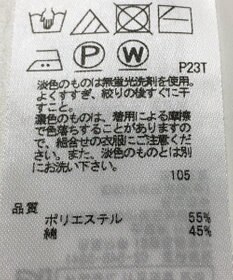 P W
P23T
淡色のものは無蛍光洗剤を使用。
よくすすぎ、絞りの後すぐに干
すこと。
濃色のものは、着用による摩擦
で色落ちすることがありますの
で、組合せの衣服にご注意くださ
い。また、淡色のものとは別
にお洗い下さい。
105
品質
ポリエステル 55%
綿 45%